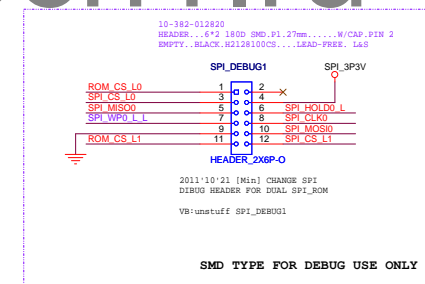 10-382-012820
HEADER...6*2 180D SMD.P1.27mm......W/CAP.PIN 2
EMPTY..BLACK.H2128100CS....LEAD-FREE. L&S
SPI_DEBUG1
SPI_3P3V
ROM_CS_L0 1 2
SPI_CS_L0 3 4
SPI_MISO0 5 6 SPI_HOLD0_L
SPI_WP0_L_L 7 8 SPI_CLK0
9 10 SPI_MOSI0
ROM_CS_L1 11 12 SPI_CS_L1
HEADER_2X6P-O
2011'10'21 [Min] CHANGE SPI
DIBUG HEADER FOR DUAL SPI_ROM
VB:unstuff SPI_DEBUG1
SMD TYPE FOR DEBUG USE ONLY